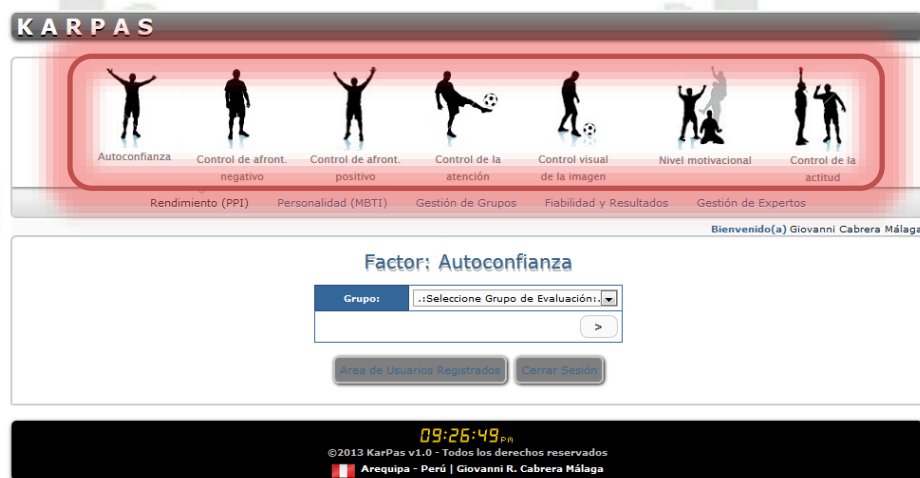 KARPAS
Autoconfianza
Control de afront. negativo
Control de afront. positivo
Control de la atención
Control visual de la imagen
Nivel motivacional
Control de la actitud
Rendimiento (PPI) Personalidad (MBTI) Gestión de Grupos Fiabilidad y Resultados Gestión de Expertos
Bienvenido(a) Giovanni Cabrera Málaga
Factor: Autoconfianza
Grupo: .:Seleccione Grupo de Evaluación:.
>
Area de Usuarios Registrados Cerrar Sesión
09:26:49 PM
©2013 KarPas v1.0 - Todos los derechos reservados
Arequipa - Perú | Giovanni R. Cabrera Málaga